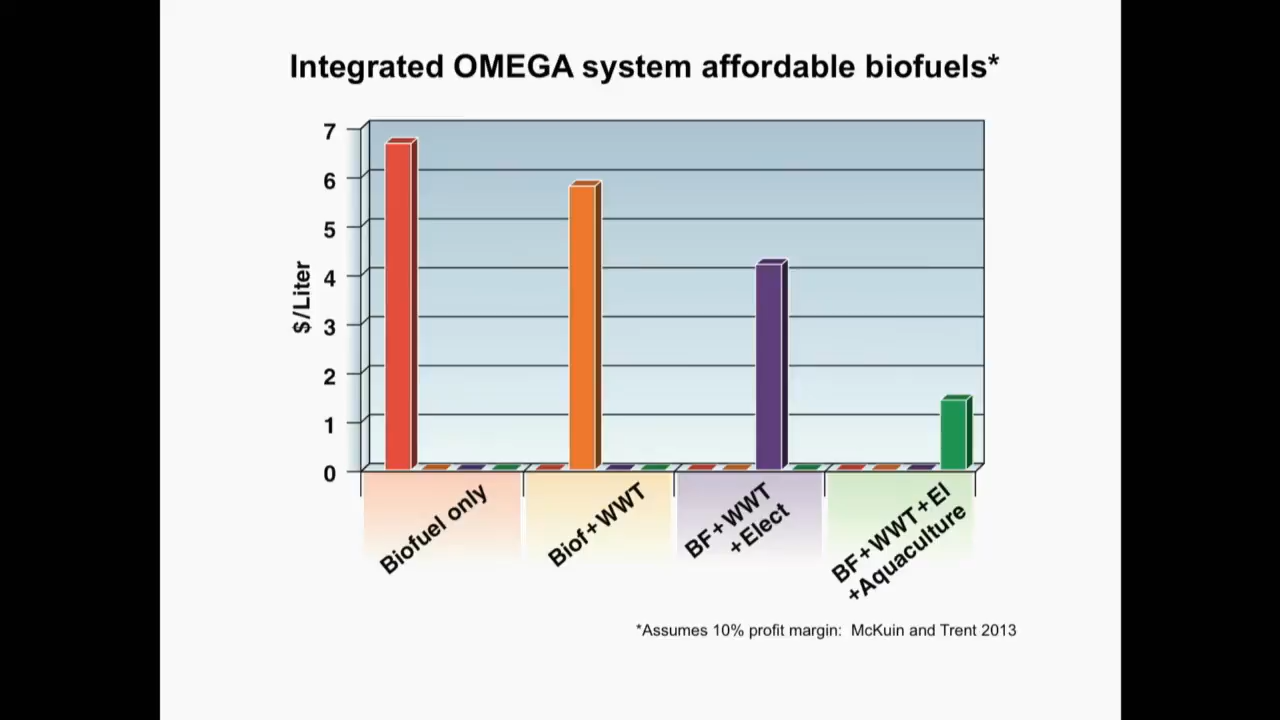 Integrated OMEGA system affordable biofuels*
7
6
5
4
3
2
1
0
$/Liter
Biofuel only
Biof+WWT
BF+WWT
+Elect
BF+WWT+EI
+Aquaculture
*Assumes 10% profit margin: McKuin and Trent 2013